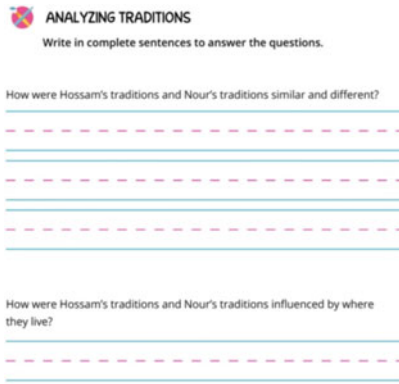 ANALYZING TRADITIONS
Write in complete sentences to answer the questions.
How were Hossam's traditions and Nour's traditions similar and different?
How were Hossam's traditions and Nour's traditions influenced by where
they live?